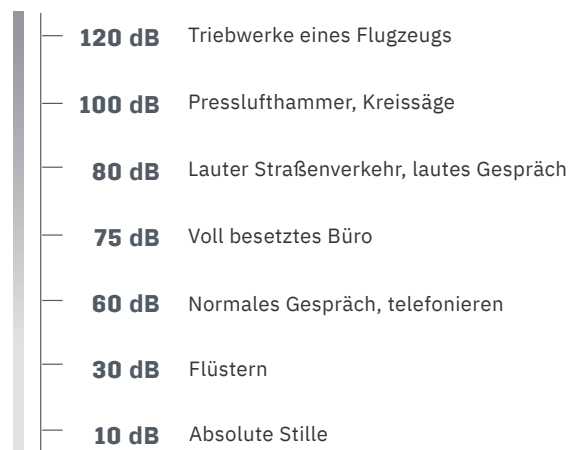 120 dB Triebwerke eines Flugzeugs
100 dB Presslufthammer, Kreissäge
80 dB Lauter Straßenverkehr, lautes Gespräch
75 dB Voll besetztes Büro
60 dB Normales Gespräch, telefonieren
30 dB Flüstern
10 dB Absolute Stille